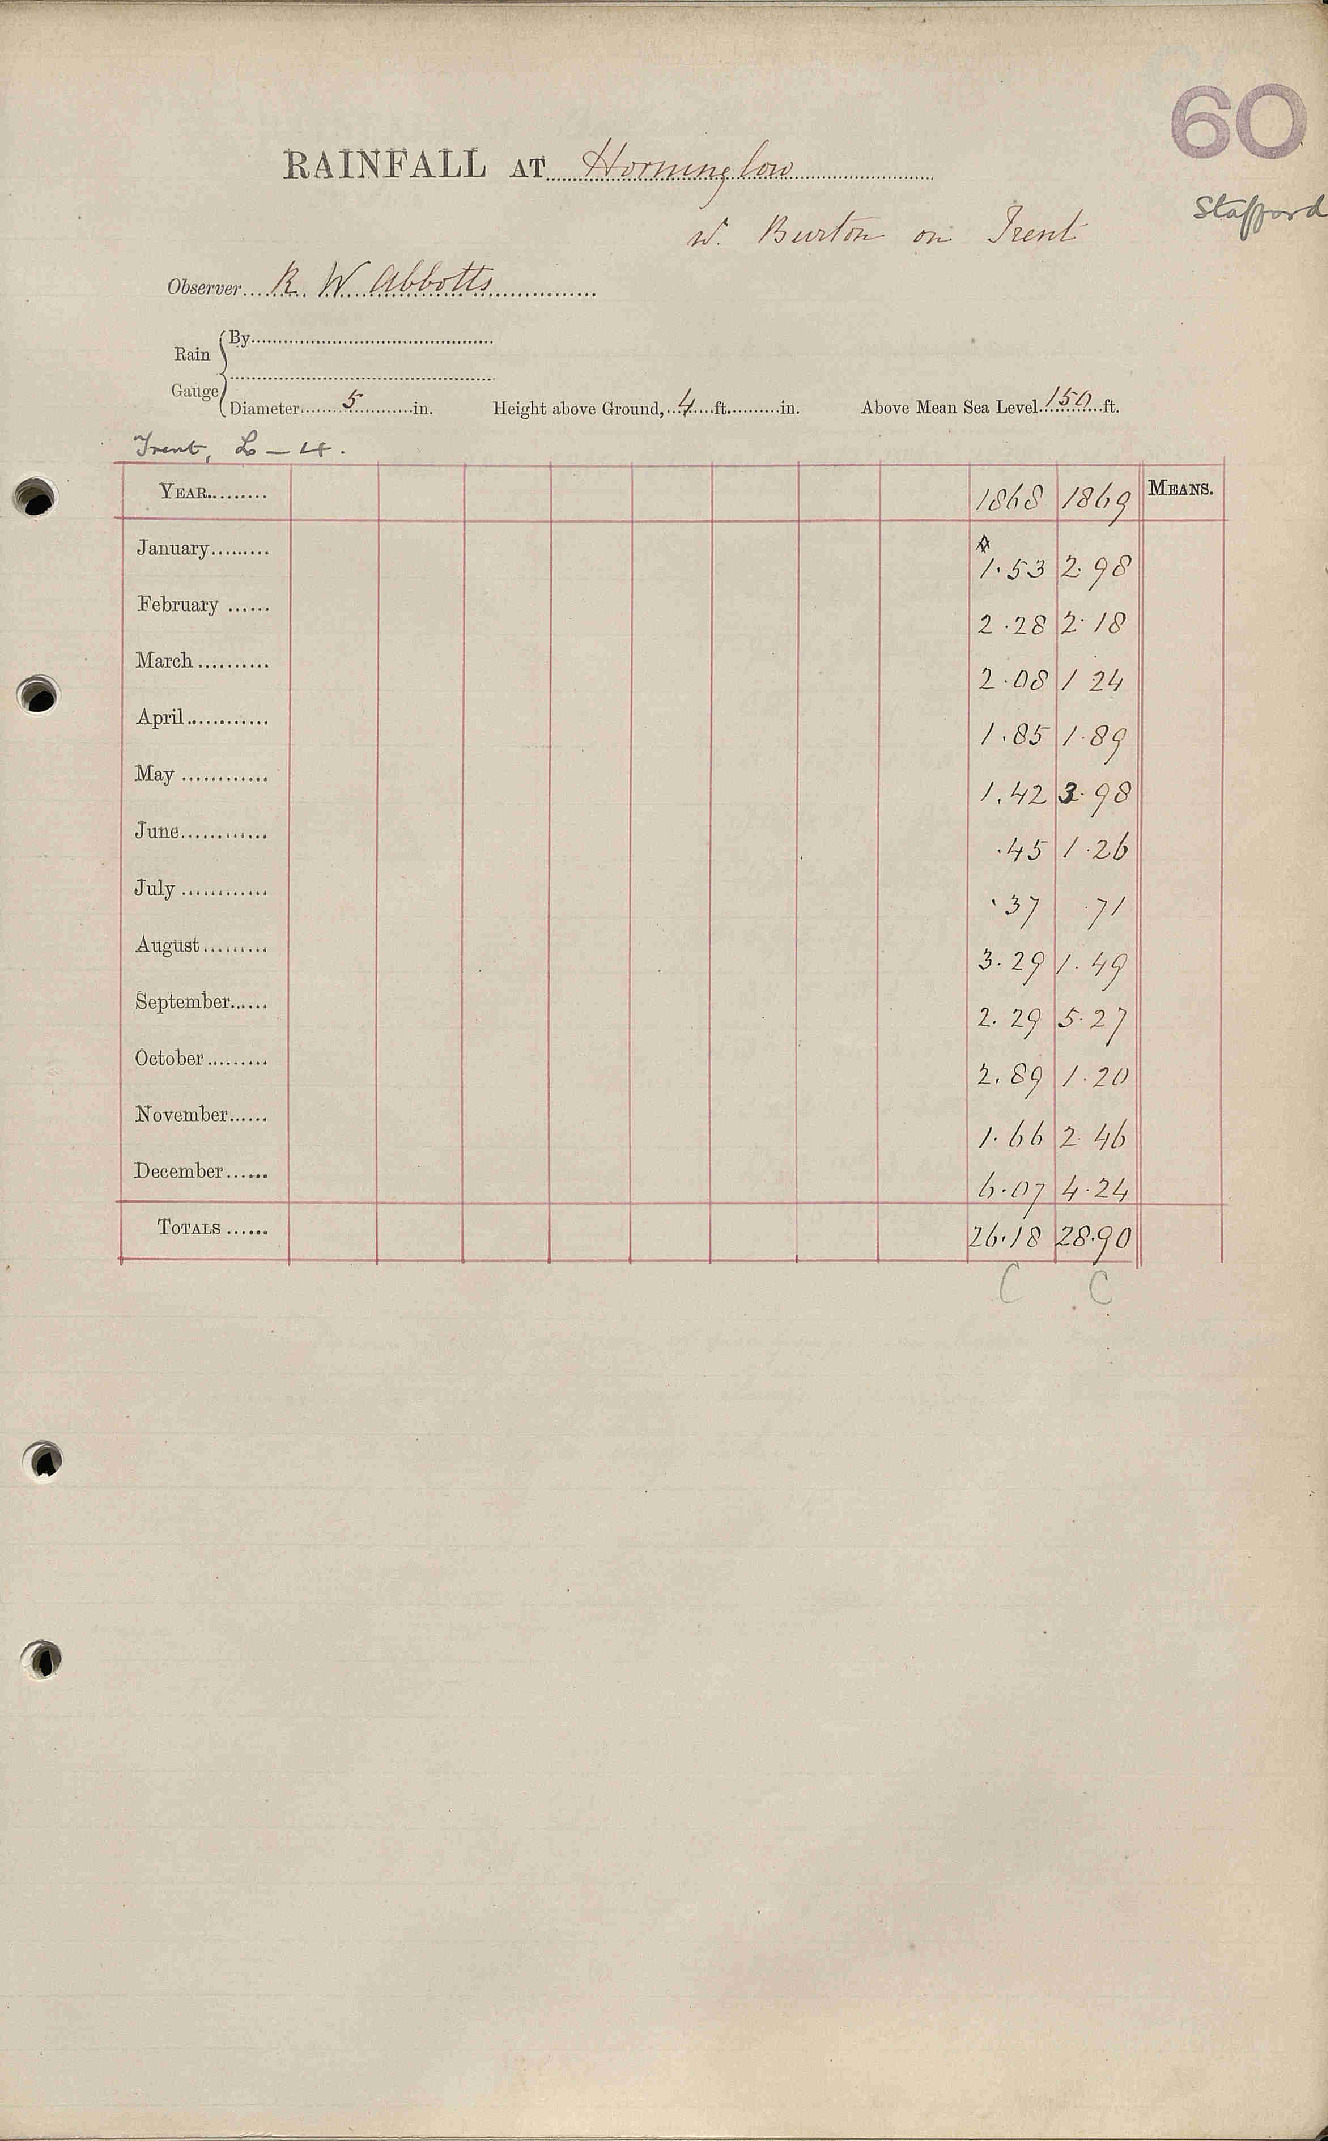 60
RAINFALL AT Horninglow
Stafford
W. Burton on Trent
Observer R. W Abbotts
Rain Gauge By
Diameter 5 in. Height above Ground, 4 ft. in. Above Mean Sea Level 150 ft.
Trent, L - 4.
YEAR 1868 1869 MEANS.
January 1.53 2.98
February 2.28 2.18
March 2.08 1 24
April 1.85 1.89
May 1.42 3.98
June .45 1.26
July .37 .71
August 3.29 1.49
September 2.29 5.27
October 2.89 1.20
November 1.66 2 46
December 6.07 4.24
TOTALS 26.18 28.90
C C